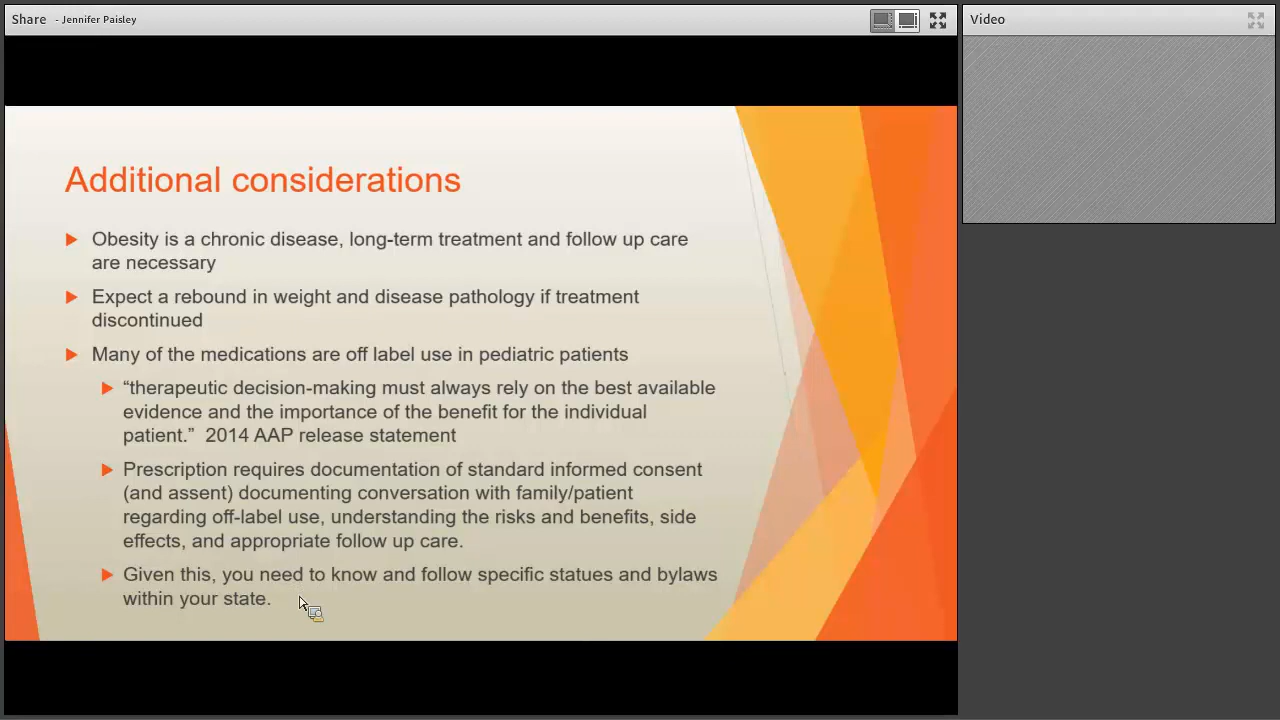 Share - Jennifer Paisley
Video
Additional considerations
Obesity is a chronic disease, long-term treatment and follow up care
are necessary
Expect a rebound in weight and disease pathology if treatment
discontinued
Many of the medications are off label use in pediatric patients
“therapeutic decision-making must always rely on the best available
evidence and the importance of the benefit for the individual
patient.”  2014 AAP release statement
Prescription requires documentation of standard informed consent
(and assent) documenting conversation with family/patient
regarding off-label use, understanding the risks and benefits, side
effects, and appropriate follow up care.
Given this, you need to know and follow specific statues and bylaws
within your state.